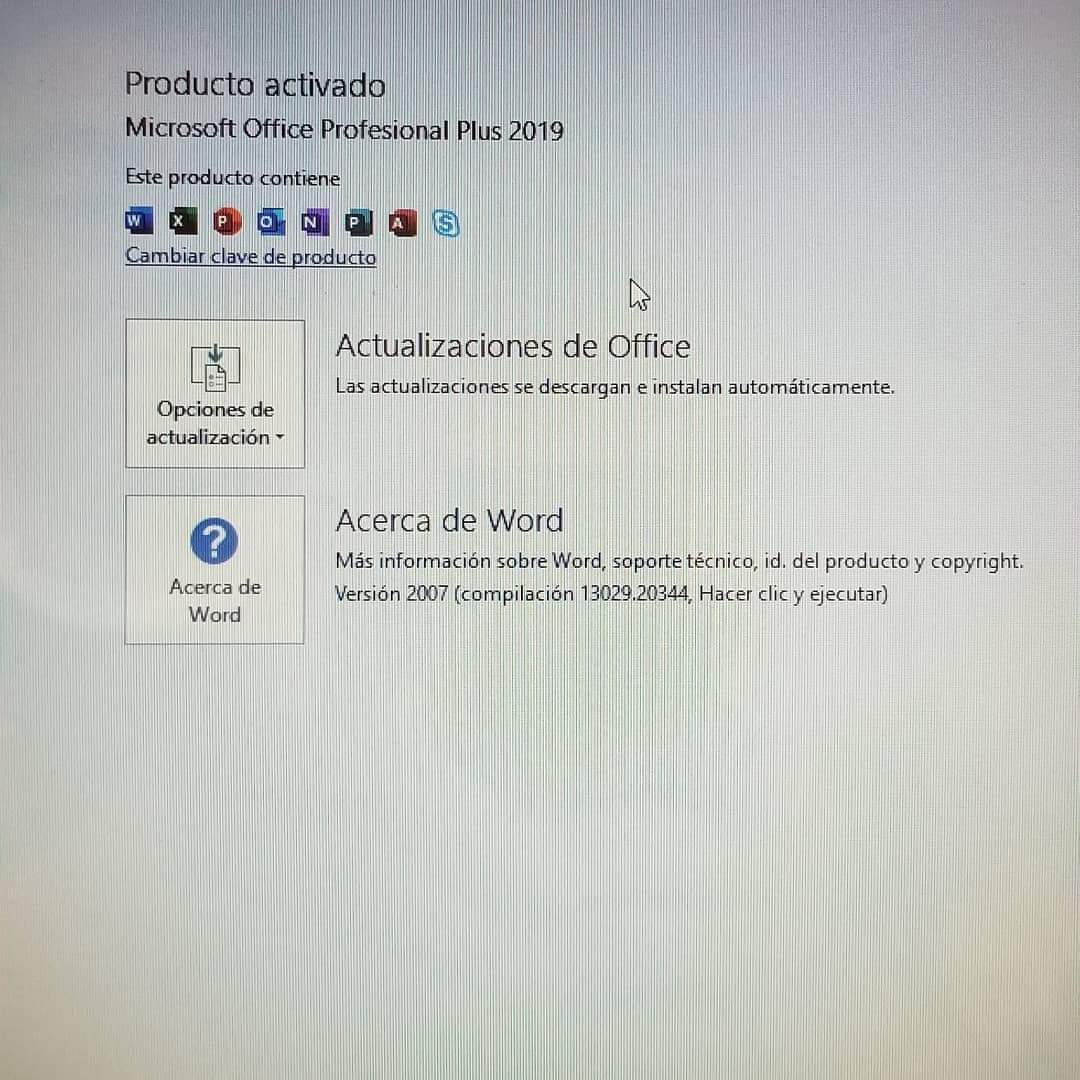 Producto activado
Microsoft Office Profesional Plus 2019
Este producto contiene
W X P O N P A S
Cambiar clave de producto
Opciones de
actualización
Actualizaciones de Office
Las actualizaciones se descargan e instalan automáticamente.
?
Acerca de
Word
Acerca de Word
Más información sobre Word, soporte técnico, id. del producto y copyright.
Versión 2007 (compilación 13029.20344, Hacer clic y ejecutar)